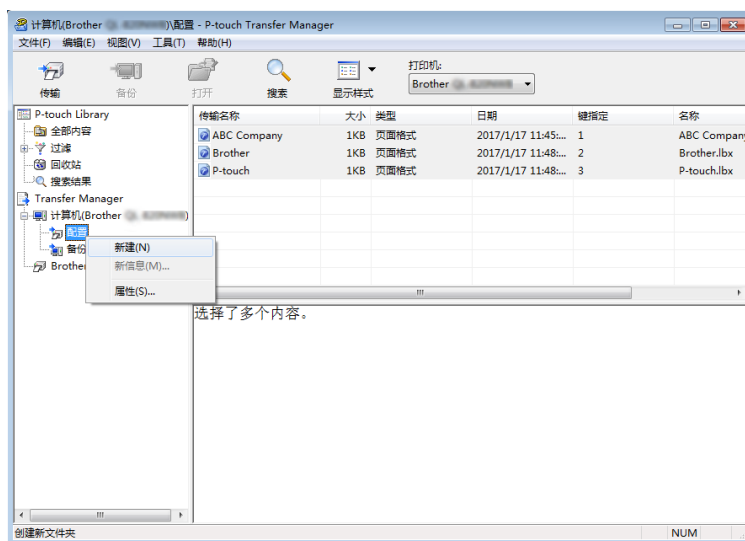 计算机(Brother )\配置 - P-touch Transfer Manager
文件(F) 编辑(E) 视图(V) 工具(T) 帮助(H)
传输 备份 打开 搜索 显示样式 打印机:
Brother
P-touch Library
全部内容
过滤
回收站
搜索结果
Transfer Manager
计算机(Brother )
配置
备份
Brother
新建(N)
新信息(M)...
属性(S)...
传输名称 大小 类型 日期 键指定 名称
ABC Company 1KB 页面格式 2017/1/17 11:45:... 1 ABC Company
Brother 1KB 页面格式 2017/1/17 11:48:... 2 Brother.lbx
P-touch 1KB 页面格式 2017/1/17 11:48:... 3 P-touch.lbx
选择了多个内容。
创建新文件夹 NUM